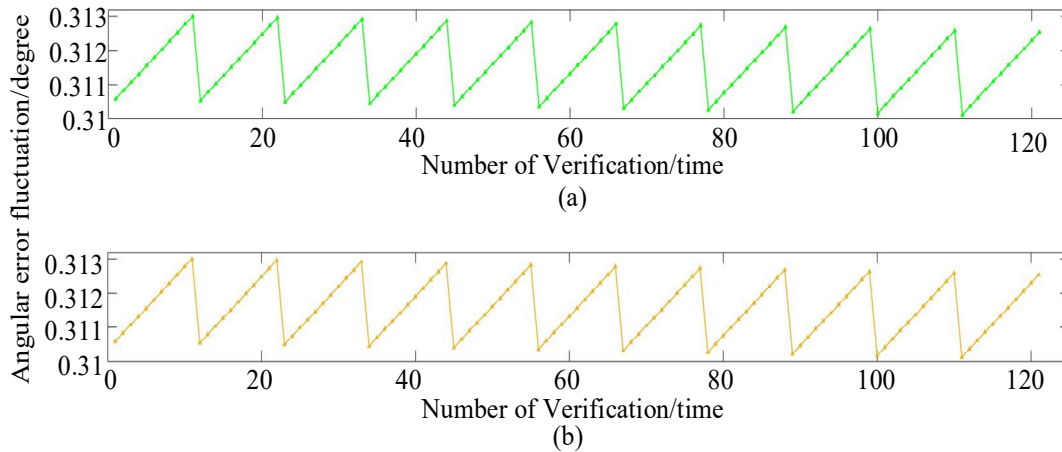 Angular error fluctuation/degree
0.313
0.312
0.311
0.31
0 20 40 60 80 100 120
Number of Verification/time
(a)
0.313
0.312
0.311
0.31
0 20 40 60 80 100 120
Number of Verification/time
(b)